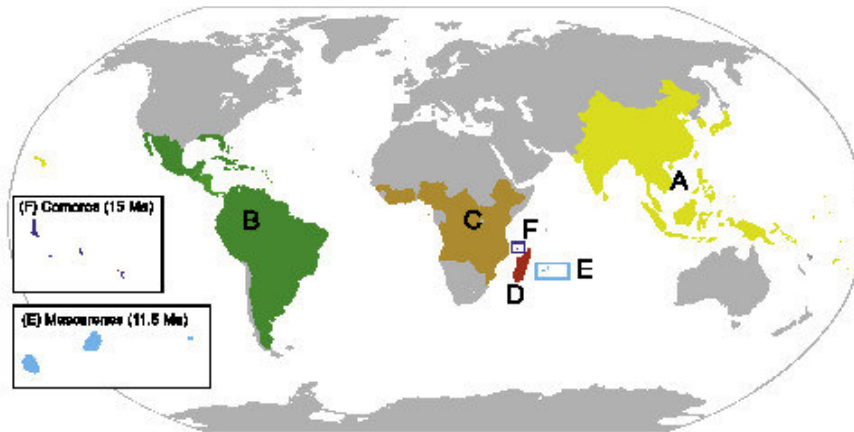 A
B
C
F
(F) Comoros (15 Ma)
E
D
(E) Mascarenes (11.5 Ma)